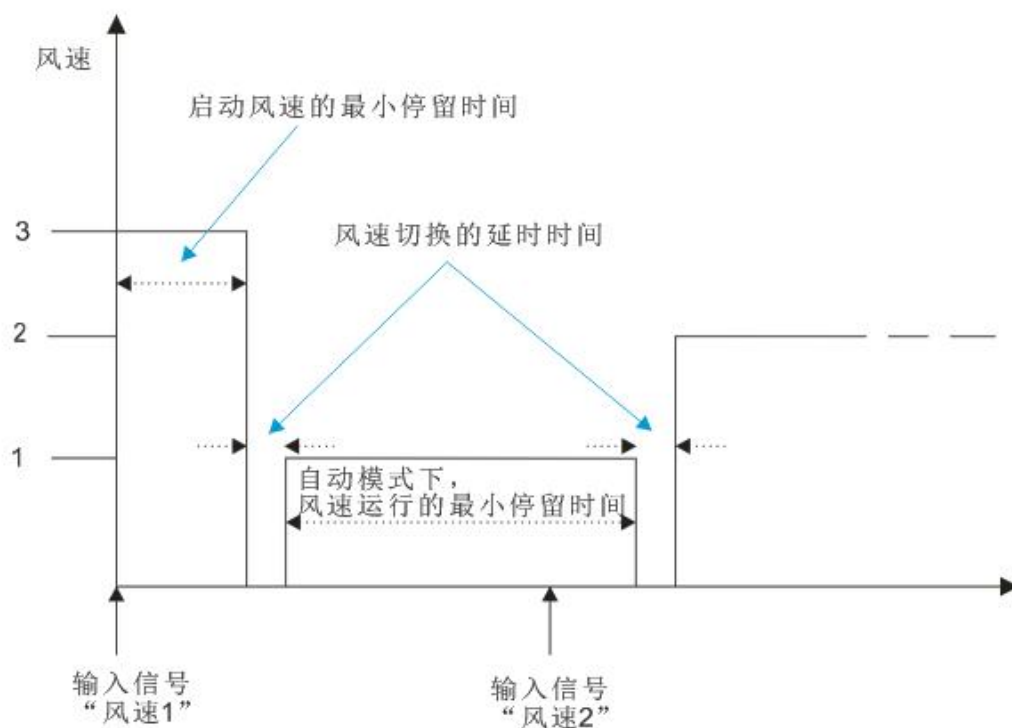 风速
启动风速的最小停留时间
3
风速切换的延时时间
2
1
自动模式下，
风速运行的最小停留时间
输入信号
“风速1”
输入信号
“风速2”